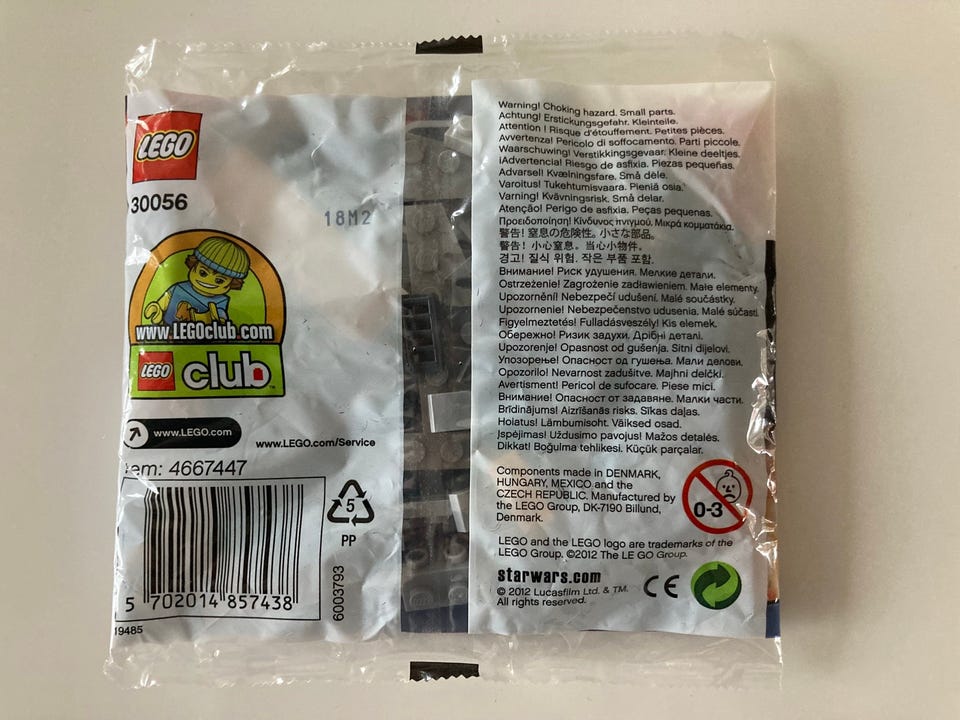 LEGO
30056
18M2
www.LEGOclub.com
LEGO club™
www.LEGO.com
www.LEGO.com/Service
em: 4667447
5 702014 857438
19485
5
PP
6003793
Warning! Choking hazard. Small parts.
Achtung! Erstickungsgefahr. Kleinteile.
Attention ! Risque d'étouffement. Petites pièces.
Avvertenza! Pericolo di soffocamento. Parti piccole.
Waarschuwing! Verstikkingsgevaar. Kleine deeltjes.
¡Advertencia! Riesgo de asfixia. Piezas pequeñas.
Advarsel! Kvælningsfare. Små dele.
Varoitus! Tukehtumisvaara. Pieniä osia.
Varning! Kvävningsrisk. Små delar.
Atenção! Perigo de asfixia. Peças pequenas.
Προειδοποίηση! Κίνδυνος πνιγμού. Μικρά κομματάκια.
警告! 窒息の危険性。小さな部品。
警告! 小心窒息。当心小物件。
경고! 질식 위험. 작은 부품 포함.
Внимание! Риск удушения. Мелкие детали.
Ostrzeżenie! Zagrożenie zadławieniem. Małe elementy.
Upozornění! Nebezpečí udušení. Malé součástky.
Upozornenie! Nebezpečenstvo udusenia. Malé súčasti.
Figyelmeztetés! Fulladásveszély! Kis elemek.
Обережно! Ризик задухи. Дрібні деталі.
Upozorenje! Opasnost od gušenja. Sitni dijelovi.
Упозорење! Опасност од гушења. Мали делови.
Opozorilo! Nevarnost zadušitve. Majhni delčki.
Avertisment! Pericol de sufocare. Piese mici.
Внимание! Опасност от задавяне. Малки части.
Brīdinājums! Aizrīšanās risks. Sīkas daļas.
Hoiatus! Lämbumisoht. Väiksed osad.
Įspėjimas! Uždusimo pavojus! Mažos detalės.
Dikkat! Boğulma tehlikesi. Küçük parçalar.
Components made in DENMARK,
HUNGARY, MEXICO and the
CZECH REPUBLIC. Manufactured by
the LEGO Group, DK-7190 Billund,
Denmark.
0-3
LEGO and the LEGO logo are trademarks of the
LEGO Group. ©2012 The LE GO Group.
starwars.com
© 2012 Lucasfilm Ltd. & TM.
All rights reserved.
CE